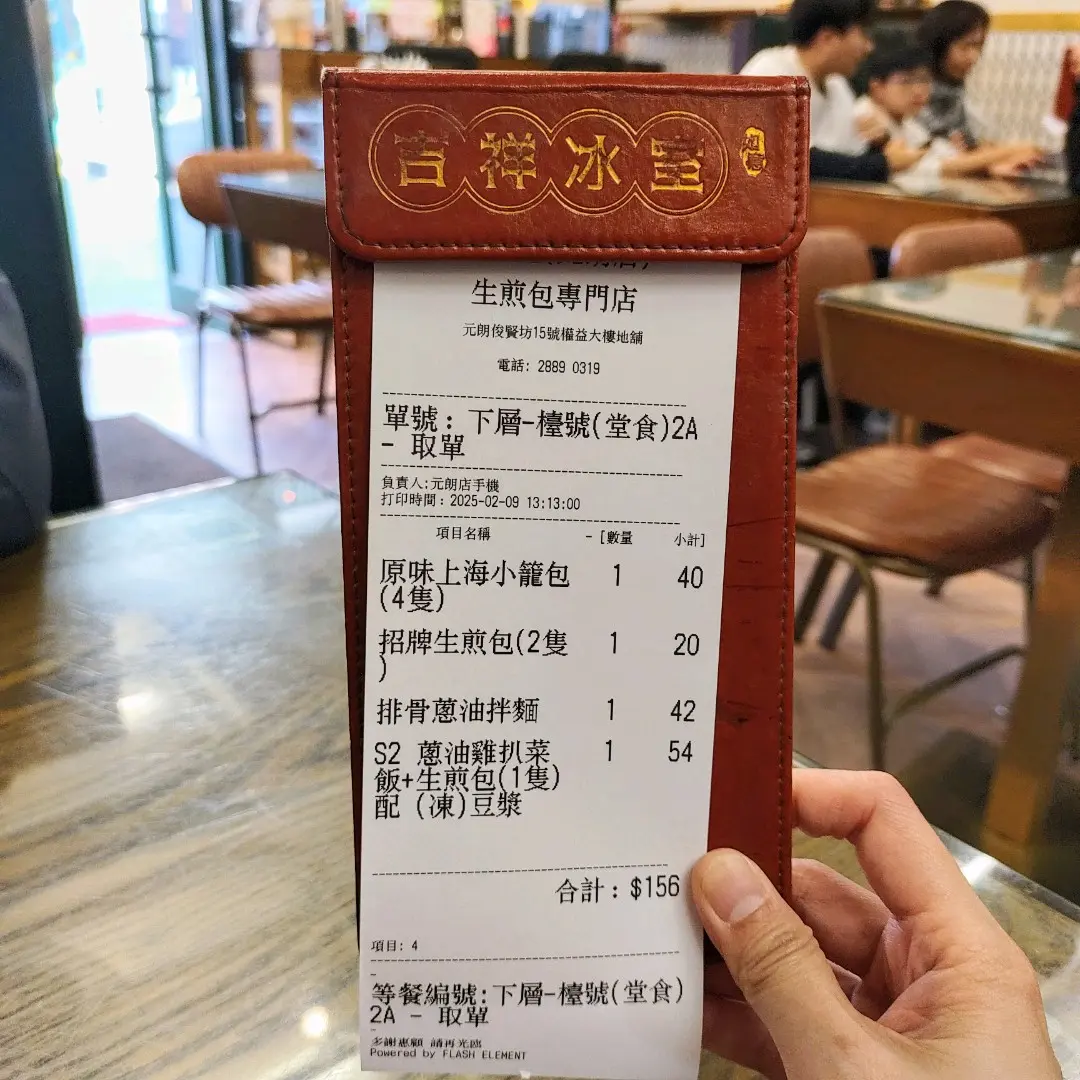 吉祥冰室
生煎包專門店
元朗俊賢坊15號權益大樓地舖
電話: 2889 0319
單號: 下層-檯號(堂食)2A
- 取單
負責人:元朗店手機
打印時間: 2025-02-09 13:13:00
項目名稱 - [數量 小計]
原味上海小籠包 1 40
(4隻)
招牌生煎包(2隻 1 20
)
排骨蔥油拌麵 1 42
S2 蔥油雞扒菜 1 54
飯+生煎包(1隻)
配 (凍)豆漿
合計: $156
項目: 4
-
等餐編號:下層-檯號(堂食)
2A - 取單
-
多謝惠顧 請再光臨
Powered by FLASH ELEMENT